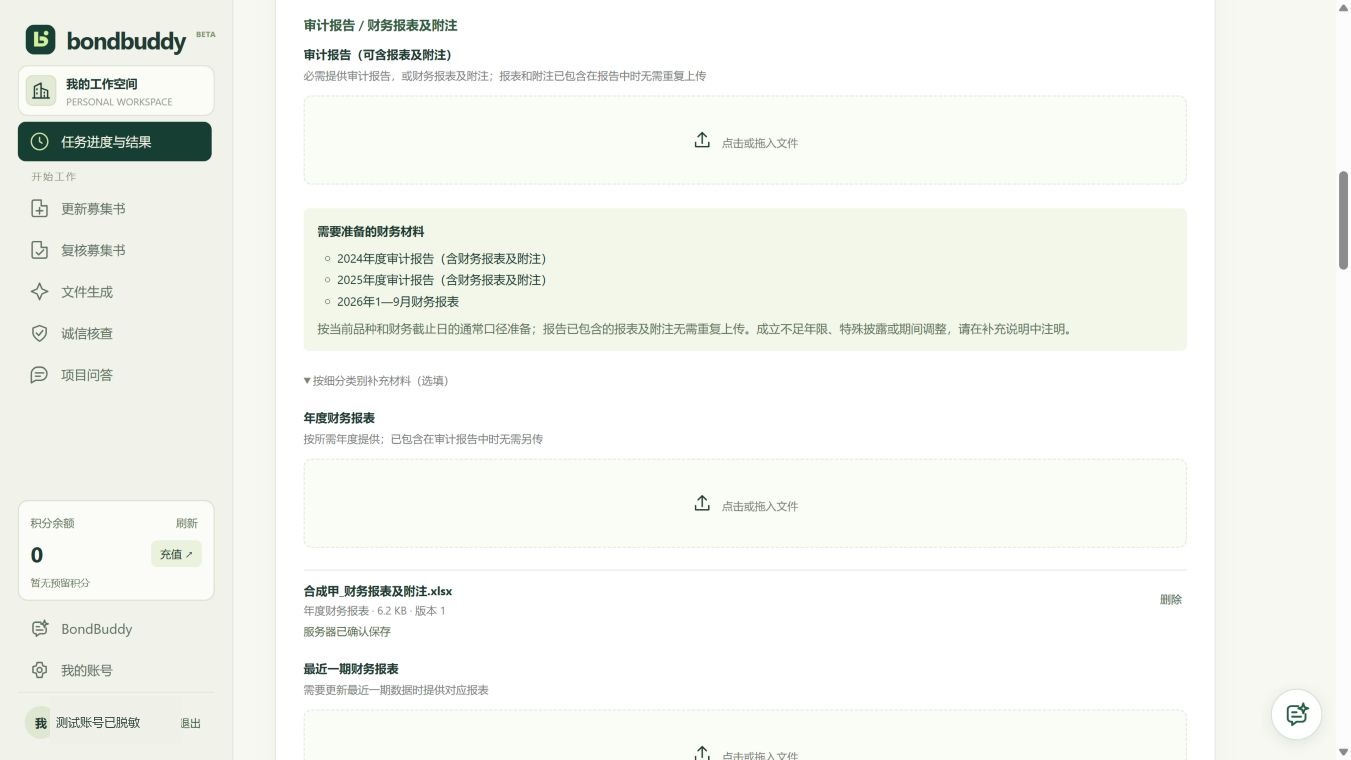 bondbuddy BETA
我的工作空间
PERSONAL WORKSPACE
任务进度与结果
开始工作
更新募集书
复核募集书
文件生成
诚信核查
项目问答
积分余额 刷新
0 充值 ↗
暂无预留积分
BondBuddy
我的账号
我 测试账号已脱敏 退出
审计报告 / 财务报表及附注
审计报告（可含报表及附注）
必需提供审计报告，或财务报表及附注；报表和附注已包含在报告中时无需重复上传
点击或拖入文件
需要准备的财务材料
2024年度审计报告（含财务报表及附注）
2025年度审计报告（含财务报表及附注）
2026年1—9月财务报表
按当前品种和财务截止日的通常口径准备；报告已包含的报表及附注无需重复上传。成立不足年限、特殊披露或期间调整，请在补充说明中注明。
▼按细分类别补充材料（选填）
年度财务报表
按所需年度提供；已包含在审计报告中时无需另传
点击或拖入文件
合成甲_财务报表及附注.xlsx
年度财务报表 · 6.2 KB · 版本 1
服务器已确认保存
删除
最近一期财务报表
需要更新最近一期数据时提供对应报表
点击或拖入文件